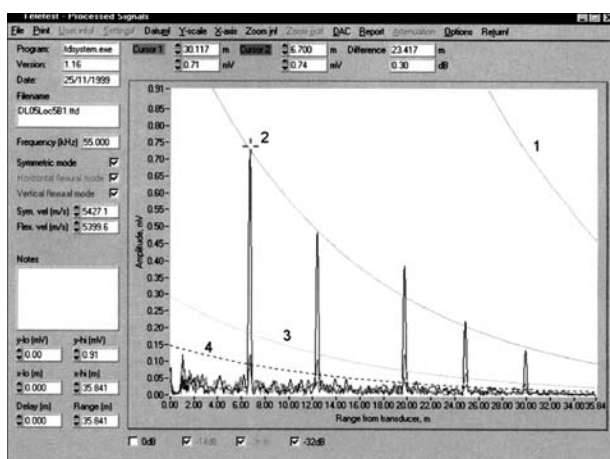 Teletest - Processed Signals
File Print User info! Settings! Datum! Y-scale X-axis Zoom in! Zoom out! DAC Report Attenuation Options Return!
Program: tdsystem.exe
Version: 1.16
Date: 25/11/1999
Cursor 1 30.117 m Cursor 2 6.700 m Difference 23.417 m
0.71 mV 0.74 mV 0.30 dB
Filename
DL05Loc5B1.ttd
Frequency (kHz) 55.000
Symmetric mode
Horizontal flexural mode
Vertical flexural mode
Sym. vel (m/s) 5427.1
Flex. vel (m/s) 5399.6
Notes
y-lo (mV) y-hi (mV)
0.00 0.91
x-lo (m) x-hi (m)
0.000 35.841
Delay (m) Range (m)
0.000 35.841
Amplitude, mV
0.91
0.85
0.80
0.75
0.70
0.65
0.60
0.55
0.50
0.45
0.40
0.35
0.30
0.25
0.20
0.15
0.10
0.05
0.00
1
2
3
4
0.00 2.00 4.00 6.00 8.00 10.00 12.00 14.00 16.00 18.00 20.00 22.00 24.00 26.00 28.00 30.00 32.00 35.84
Range from transducer, m
0dB -14dB -32dB